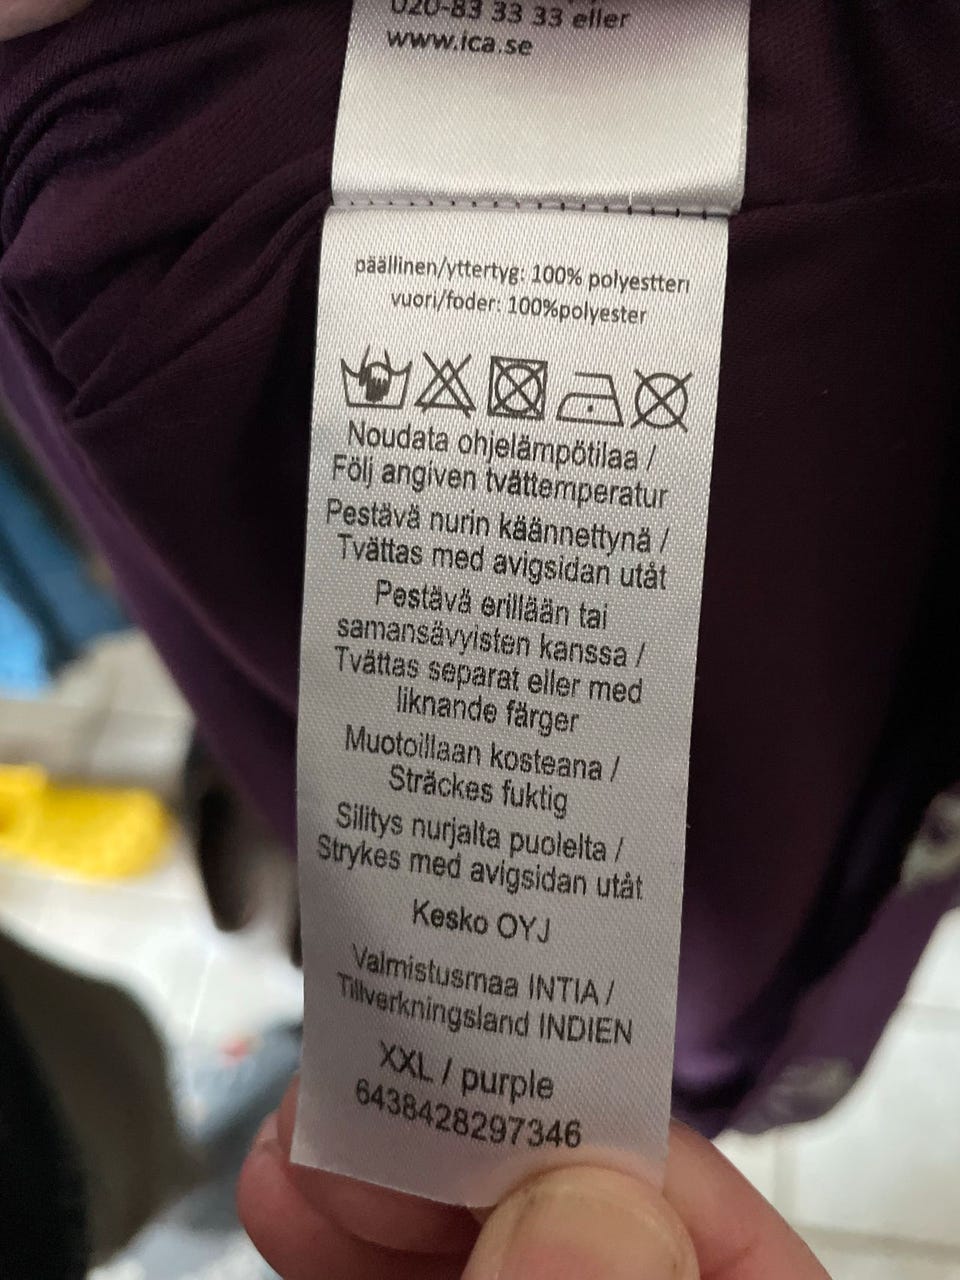 020-83 33 33 eller
www.ica.se
päällinen/yttertyg: 100% polyesteri
vuori/foder: 100%polyester
Noudata ohjelämpötilaa /
Följ angiven tvättemperatur
Pestävä nurin käännettynä /
Tvättas med avigsidan utåt
Pestävä erillään tai
samansävyisten kanssa /
Tvättas separat eller med
liknande färger
Muotoillaan kosteana /
Sträckes fuktig
Silitys nurjalta puolelta /
Strykes med avigsidan utåt
Kesko OYJ
Valmistusmaa INTIA /
Tillverkningsland INDIEN
XXL / purple
6438428297346